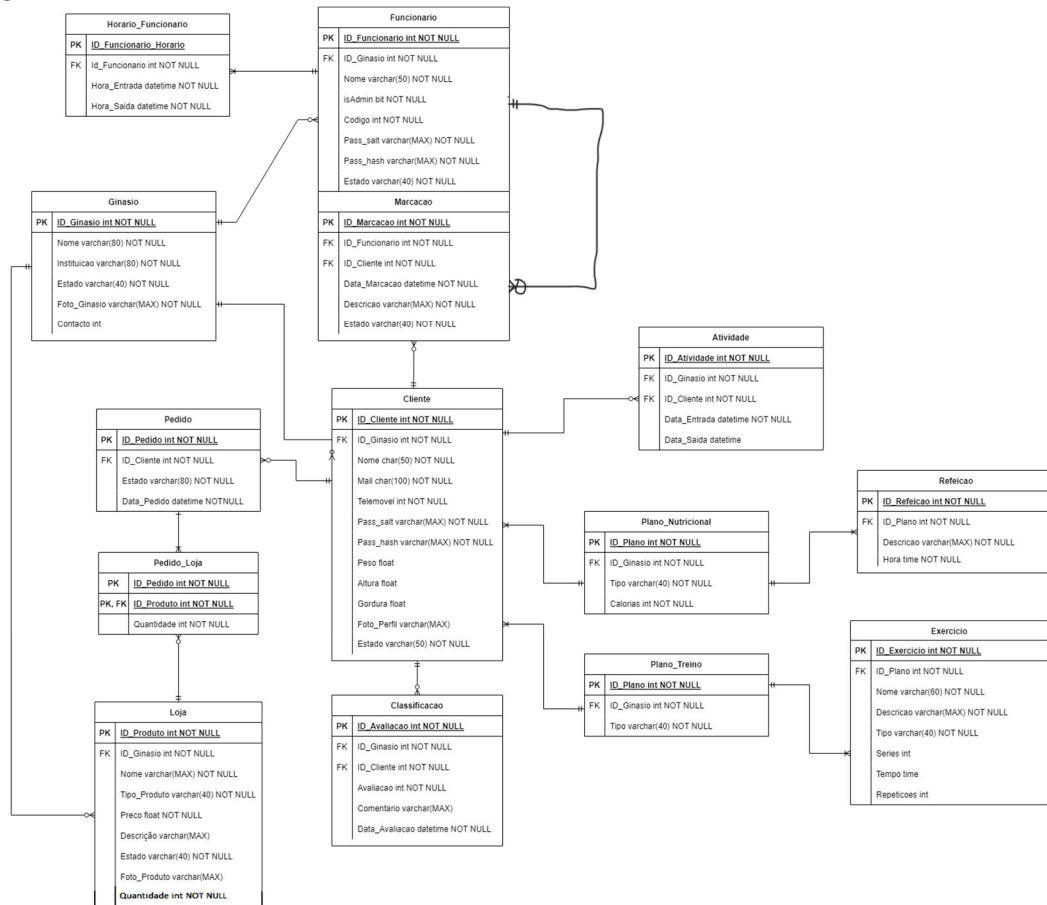 Horario_Funcionario
PK ID_Funcionario_Horario
FK Id_Funcionario int NOT NULL
Hora_Entrada datetime NOT NULL
Hora_Saida datetime NOT NULL
Funcionario
PK ID_Funcionario int NOT NULL
FK ID_Ginasio int NOT NULL
Nome varchar(50) NOT NULL
isAdmin bit NOT NULL
Codigo int NOT NULL
Pass_salt varchar(MAX) NOT NULL
Pass_hash varchar(MAX) NOT NULL
Estado varchar(40) NOT NULL
Ginasio
PK ID_Ginasio int NOT NULL
Nome varchar(80) NOT NULL
Instituicao varchar(80) NOT NULL
Estado varchar(40) NOT NULL
Foto_Ginasio varchar(MAX) NOT NULL
Contacto int
Marcacao
PK ID_Marcacao int NOT NULL
FK ID_Funcionario int NOT NULL
FK ID_Cliente int NOT NULL
Data_Marcacao datetime NOT NULL
Descricao varchar(MAX) NOT NULL
Estado varchar(40) NOT NULL
Atividade
PK ID_Atividade int NOT NULL
FK ID_Ginasio int NOT NULL
FK ID_Cliente int NOT NULL
Data_Entrada datetime NOT NULL
Data_Saida datetime
Cliente
PK ID_Cliente int NOT NULL
FK ID_Ginasio int NOT NULL
Nome char(50) NOT NULL
Mail char(100) NOT NULL
Telemovel int NOT NULL
Pass_salt varchar(MAX) NOT NULL
Pass_hash varchar(MAX) NOT NULL
Peso float
Altura float
Gordura float
Foto_Perfil varchar(MAX)
Estado varchar(50) NOT NULL
Pedido
PK ID_Pedido int NOT NULL
FK ID_Cliente int NOT NULL
Estado varchar(80) NOT NULL
Data_Pedido datetime NOTNULL
Refeicao
PK ID_Refeicao int NOT NULL
FK ID_Plano int NOT NULL
Descricao varchar(MAX) NOT NULL
Hora time NOT NULL
Plano_Nutricional
PK ID_Plano int NOT NULL
FK ID_Ginasio int NOT NULL
Tipo varchar(40) NOT NULL
Calorias int NOT NULL
Pedido_Loja
PK ID_Pedido int NOT NULL
PK, FK ID_Produto int NOT NULL
Quantidade int NOT NULL
Exercicio
PK ID_Exercicio int NOT NULL
FK ID_Plano int NOT NULL
Nome varchar(60) NOT NULL
Descricao varchar(MAX) NOT NULL
Tipo varchar(40) NOT NULL
Series int
Tempo time
Repeticoes int
Plano_Treino
PK ID_Plano int NOT NULL
FK ID_Ginasio int NOT NULL
Tipo varchar(40) NOT NULL
Classificacao
PK ID_Avaliacao int NOT NULL
FK ID_Ginasio int NOT NULL
FK ID_Cliente int NOT NULL
Avaliacao int NOT NULL
Comentario varchar(MAX)
Data_Avaliacao datetime NOT NULL
Loja
PK ID_Produto int NOT NULL
FK ID_Ginasio int NOT NULL
Nome varchar(MAX) NOT NULL
Tipo_Produto varchar(40) NOT NULL
Preco float NOT NULL
Descrição varchar(MAX)
Estado varchar(40) NOT NULL
Foto_Produto varchar(MAX)
Quantidade int NOT NULL